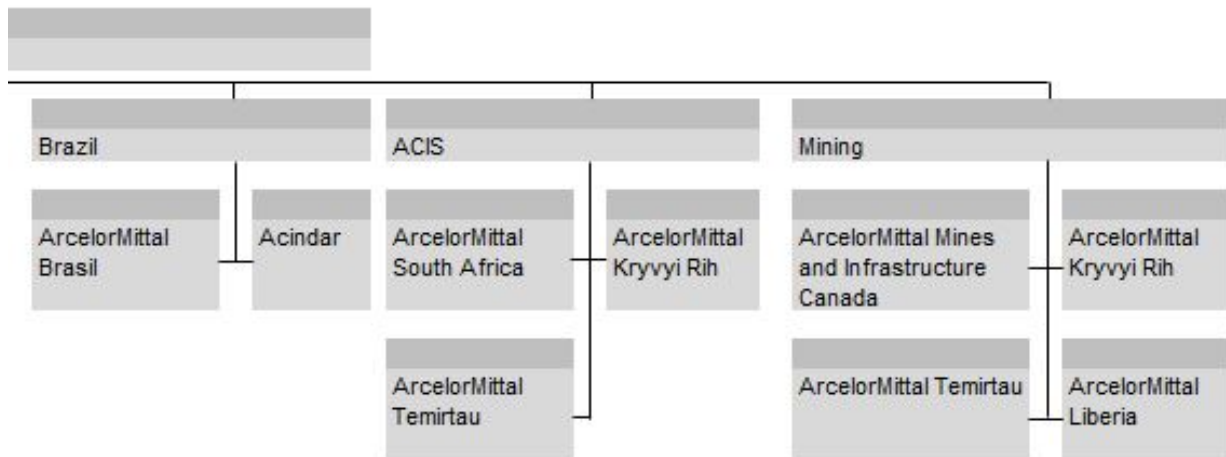 Brazil
ACIS
Mining
ArcelorMittal
Brasil
Acindar
ArcelorMittal
South Africa
ArcelorMittal
Kryvyi Rih
ArcelorMittal Mines
and Infrastructure
Canada
ArcelorMittal
Kryvyi Rih
ArcelorMittal
Temirtau
ArcelorMittal Temirtau
ArcelorMittal
Liberia